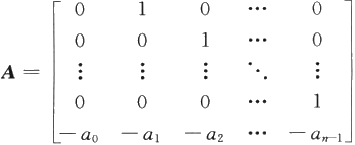 A = [ 0 1 0 ⋯ 0
0 0 1 ⋯ 0
⋮ ⋮ ⋮ ⋱ ⋮
0 0 0 ⋯ 1
−a₀ −a₁ −a₂ ⋯ −aₙ₋₁ ]